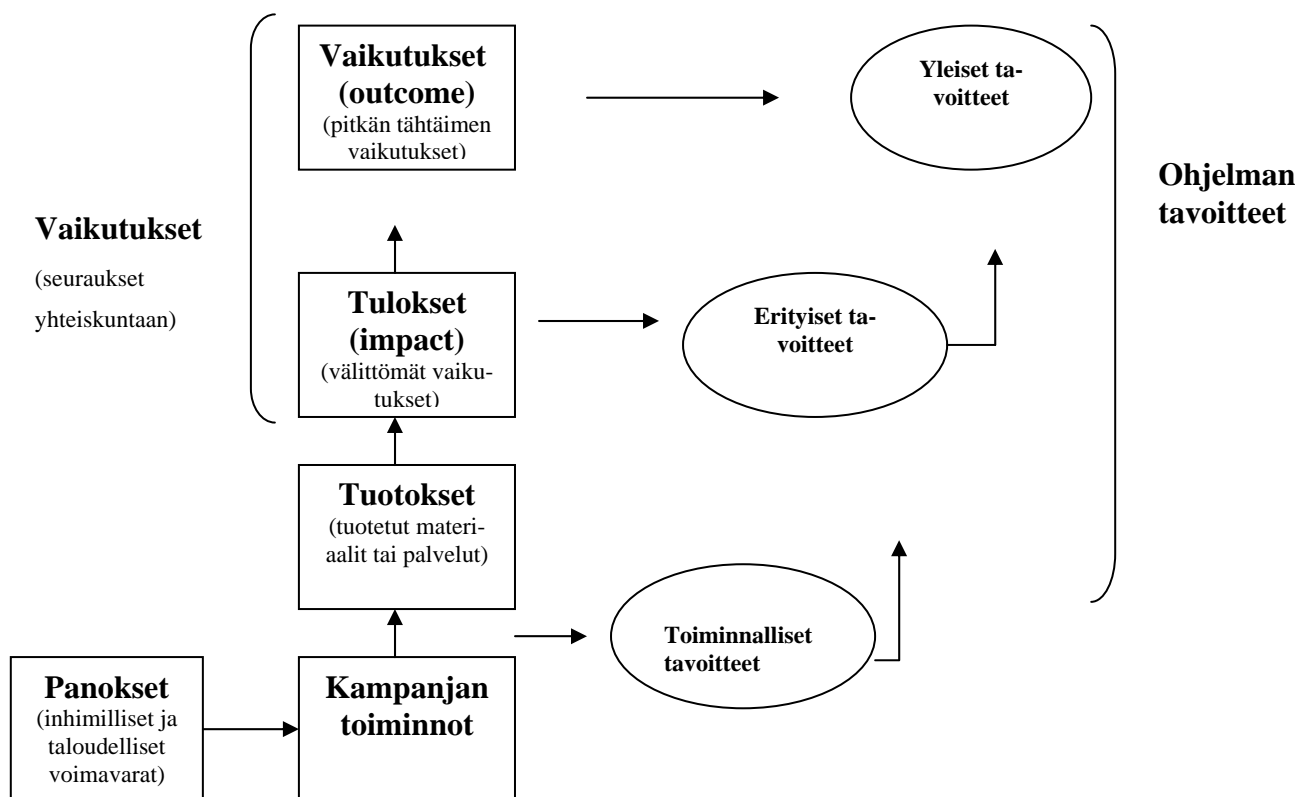 Vaikutukset
(outcome)
(pitkän tähtäimen
vaikutukset)
Yleiset ta-
voitteet
Ohjelman
tavoitteet
Vaikutukset
(seuraukset
yhteiskuntaan)
Tulokset
(impact)
(välittömät vaiku-
tukset)
Erityiset ta-
voitteet
Tuotokset
(tuotetut materi-
aalit tai palvelut)
Toiminnalliset
tavoitteet
Panokset
(inhimilliset ja
taloudelliset
voimavarat)
Kampanjan
toiminnot